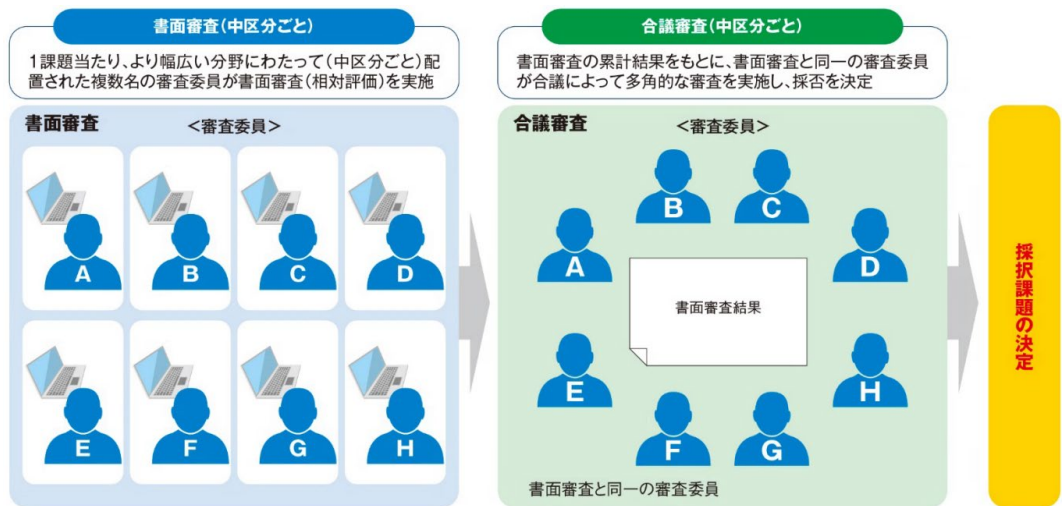 書面審査(中区分ごと)
1課題当たり、より幅広い分野にわたって(中区分ごと)配
置された複数名の審査委員が書面審査(相対評価)を実施
書面審査
<審査委員>
A
B
C
D
E
F
G
H
合議審査(中区分ごと)
書面審査の累計結果をもとに、書面審査と同一の審査委員
が合議によって多角的な審査を実施し、採否を決定
合議審査
<審査委員>
B
C
A
D
書面審査結果
E
H
F
G
書面審査と同一の審査委員
採択課題の決定